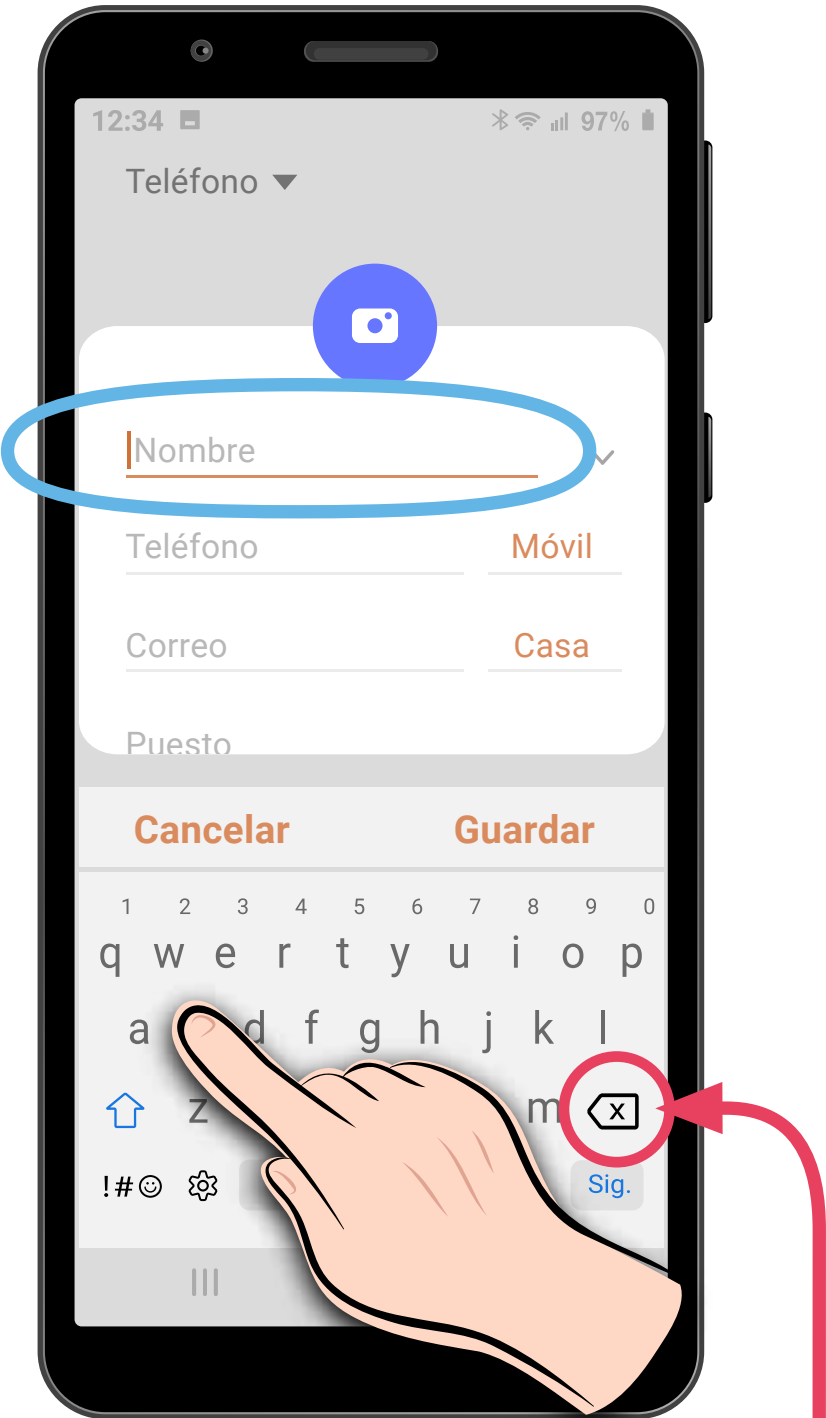 12:34 97%
Teléfono
Nombre
Teléfono Móvil
Correo Casa
Puesto
Cancelar Guardar
1 2 3 4 5 6 7 8 9 0
q w e r t y u i o p
a d f g h j k l
z m x
!#☺ Sig.